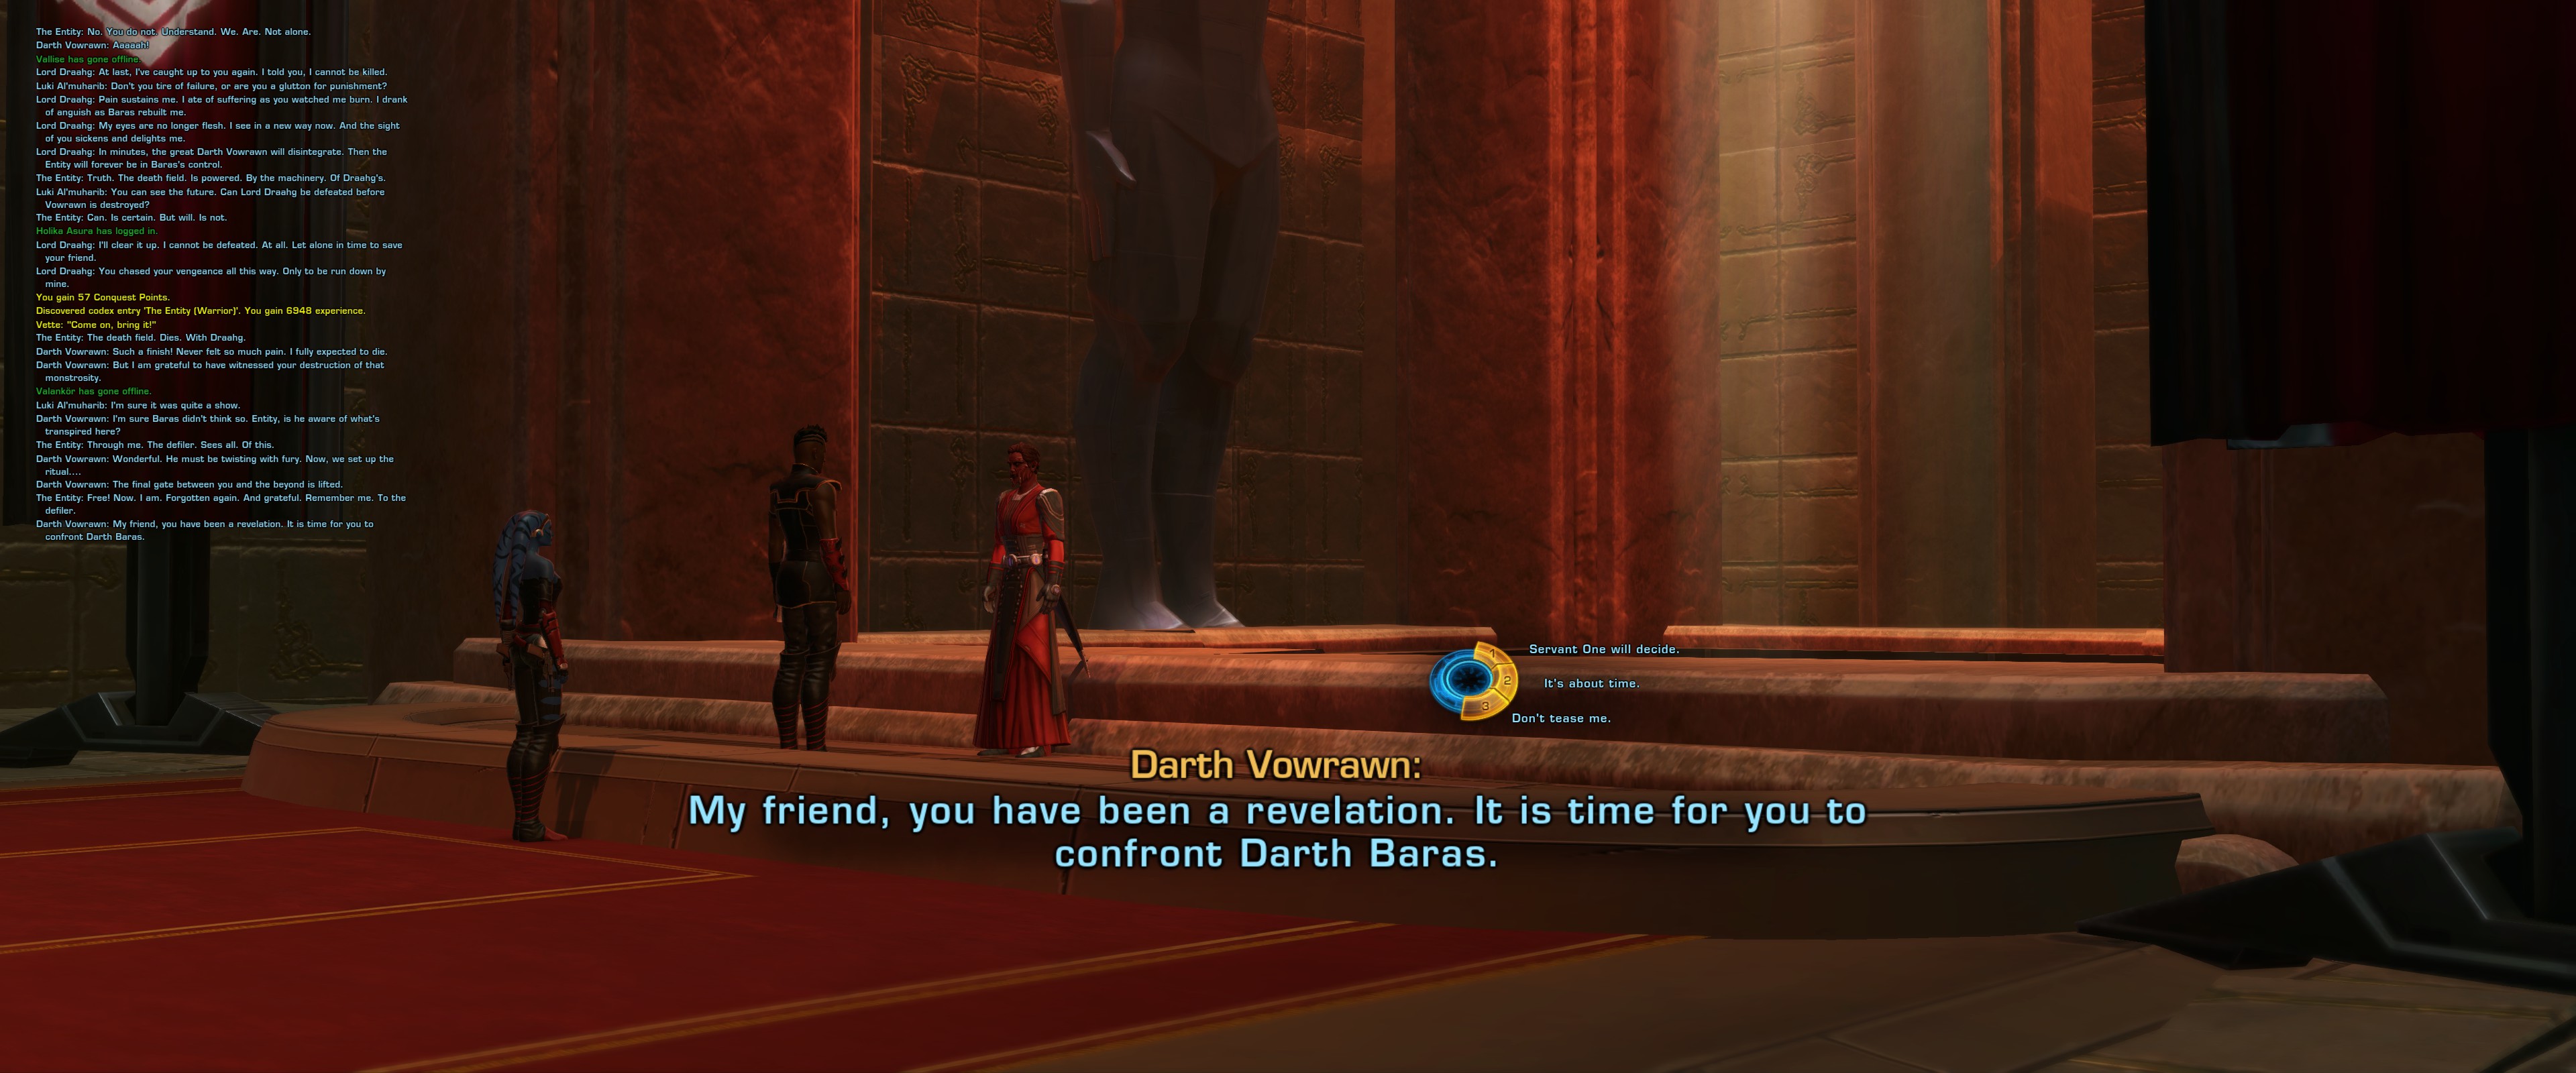 The Entity: No. You do not. Understand. We. Are. Not alone.
Darth Vowrawn: Aaaaah!
Vallise has gone offline.
Lord Draahg: At last, I've caught up to you again. I told you, I cannot be killed.
Luki Al'muharib: Don't you tire of failure, or are you a glutton for punishment?
Lord Draahg: Pain sustains me. I ate of suffering as you watched me burn. I drank
of anguish as Baras rebuilt me.
Lord Draahg: My eyes are no longer flesh. I see in a new way now. And the sight
of you sickens and delights me.
Lord Draahg: In minutes, the great Darth Vowrawn will disintegrate. Then the
Entity will forever be in Baras's control.
The Entity: Truth. The death field. Is powered. By the machinery. Of Draahg's.
Luki Al'muharib: You can see the future. Can Lord Draahg be defeated before
Vowrawn is destroyed?
The Entity: Can. Is certain. But will. Is not.
Holika Asura has logged in.
Lord Draahg: I'll clear it up. I cannot be defeated. At all. Let alone in time to save
your friend.
Lord Draahg: You chased your vengeance all this way. Only to be run down by
mine.
You gain 57 Conquest Points.
Discovered codex entry 'The Entity (Warrior)'. You gain 6948 experience.
Vette: "Come on, bring it!"
The Entity: The death field. Dies. With Draahg.
Darth Vowrawn: Such a finish! Never felt so much pain. I fully expected to die.
Darth Vowrawn: But I am grateful to have witnessed your destruction of that
monstrosity.
Valankör has gone offline.
Luki Al'muharib: I'm sure it was quite a show.
Darth Vowrawn: I'm sure Baras didn't think so. Entity, is he aware of what's
transpired here?
The Entity: Through me. The defiler. Sees all. Of this.
Darth Vowrawn: Wonderful. He must be twisting with fury. Now, we set up the
ritual....
Darth Vowrawn: The final gate between you and the beyond is lifted.
The Entity: Free! Now. I am. Forgotten again. And grateful. Remember me. To the
defiler.
Darth Vowrawn: My friend, you have been a revelation. It is time for you to
confront Darth Baras.
1 Servant One will decide.
2 It's about time.
3 Don't tease me.
Darth Vowrawn:
My friend, you have been a revelation. It is time for you to
confront Darth Baras.